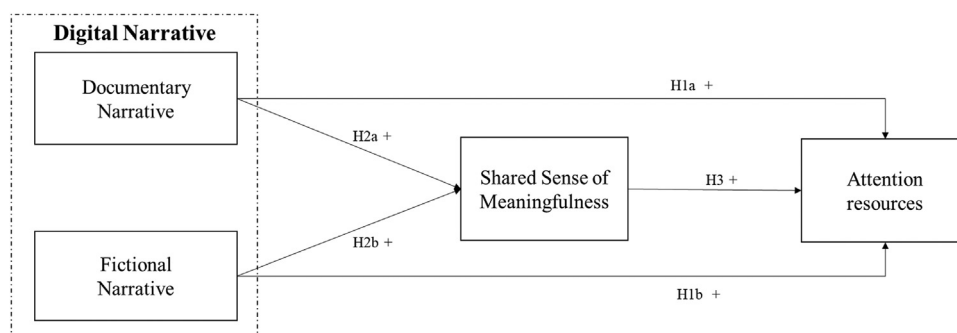 Digital Narrative
Documentary
Narrative
H1a +
H2a +
Shared Sense of
Meaningfulness
H3 +
Attention
resources
H2b +
Fictional
Narrative
H1b +